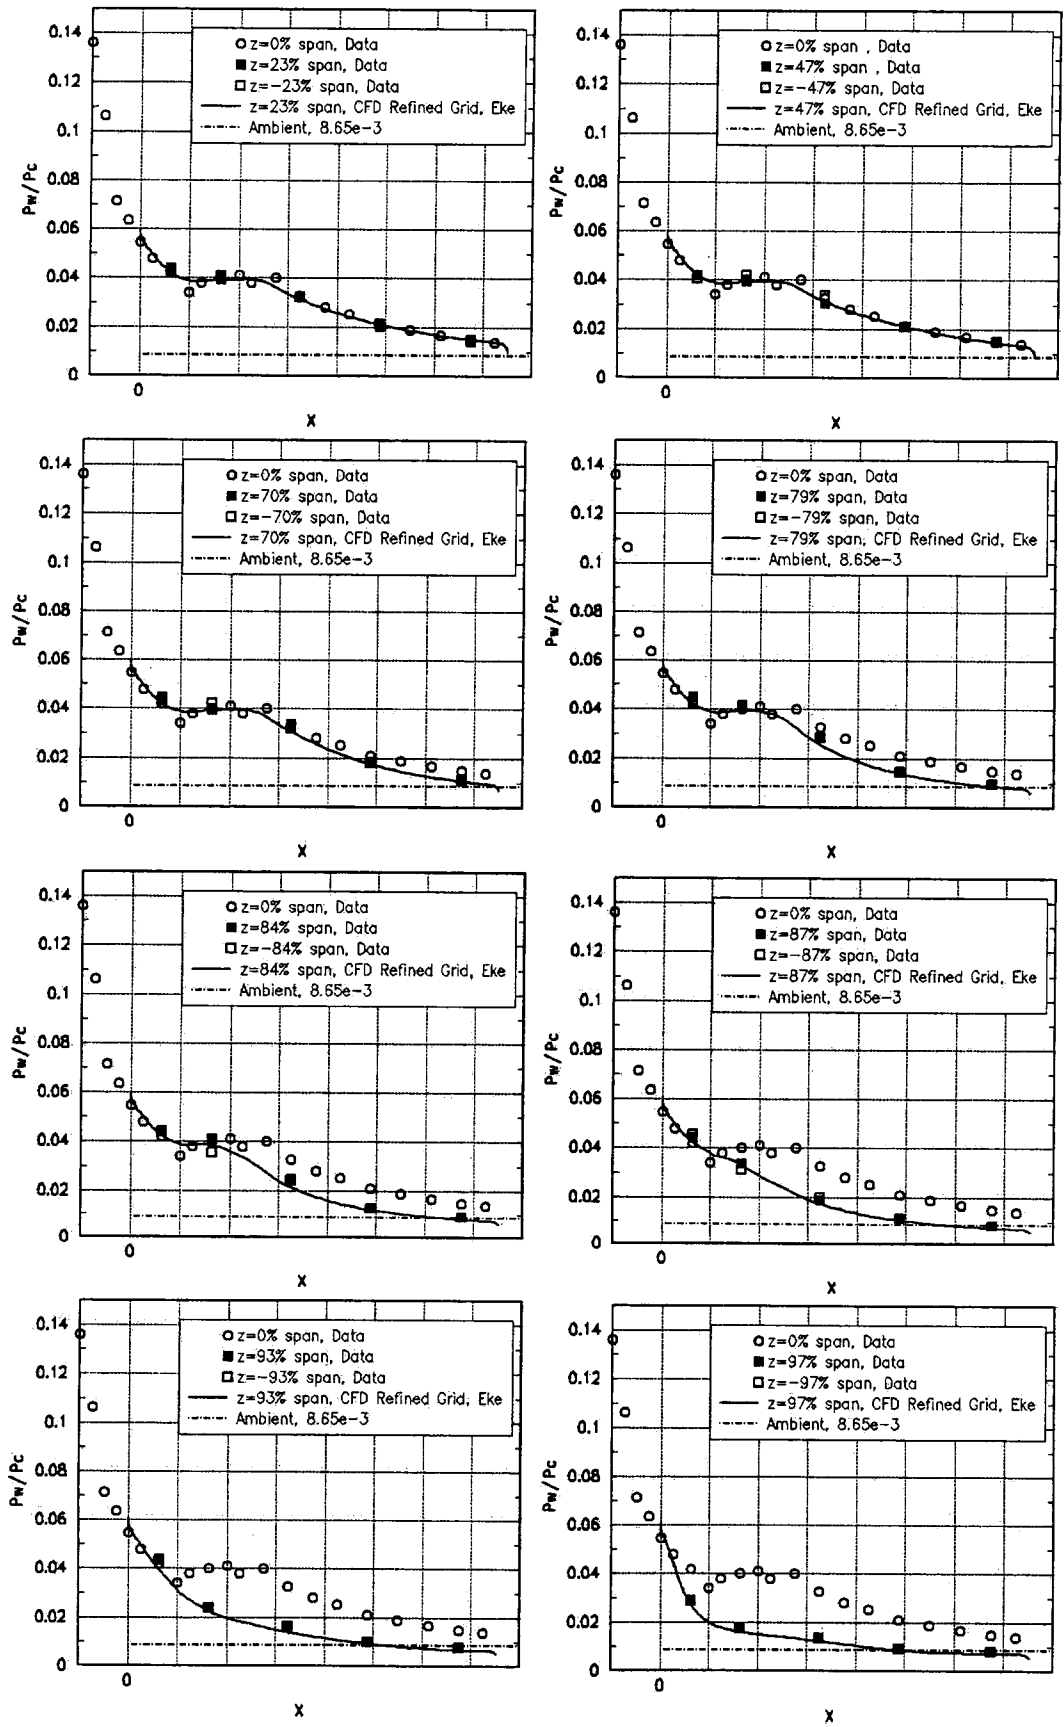 0.14
0.12
0.1
0.08
0.06
0.04
0.02
0
Pw/Pc
z=0% span, Data
z=23% span, Data
z=-23% span, Data
z=23% span, CFD Refined Grid, Eke
Ambient, 8.65e-3
0
X
0.14
0.12
0.1
0.08
0.06
0.04
0.02
0
Pw/Pc
z=0% span , Data
z=47% span , Data
z=-47% span, Data
z=47% span, CFD Refined Grid, Eke
Ambient, 8.65e-3
0
X
0.14
0.12
0.1
0.08
0.06
0.04
0.02
0
Pw/Pc
z=0% span, Data
z=70% span, Data
z=-70% span, Data
z=70% span, CFD Refined Grid, Eke
Ambient, 8.65e-3
0
X
0.14
0.12
0.1
0.08
0.06
0.04
0.02
0
Pw/Pc
z=0% span, Data
z=79% span, Data
z=-79% span, Data
z=79% span, CFD Refined Grid, Eke
Ambient, 8.65e-3
0
X
0.14
0.12
0.1
0.08
0.06
0.04
0.02
0
Pw/Pc
z=0% span, Data
z=84% span, Data
z=-84% span, Data
z=84% span, CFD Refined Grid, Eke
Ambient, 8.65e-3
0
X
0.14
0.12
0.1
0.08
0.06
0.04
0.02
0
Pw/Pc
z=0% span, Data
z=87% span, Data
z=-87% span, Data
z=87% span, CFD Refined Grid, Eke
Ambient, 8.65e-3
0
X
0.14
0.12
0.1
0.08
0.06
0.04
0.02
0
Pw/Pc
z=0% span, Data
z=93% span, Data
z=-93% span, Data
z=93% span, CFD Refined Grid, Eke
Ambient, 8.65e-3
0
X
0.14
0.12
0.1
0.08
0.06
0.04
0.02
0
Pw/Pc
z=0% span, Data
z=97% span, Data
z=-97% span, Data
z=97% span, CFD Refined Grid, Eke
Ambient, 8.65e-3
0
X